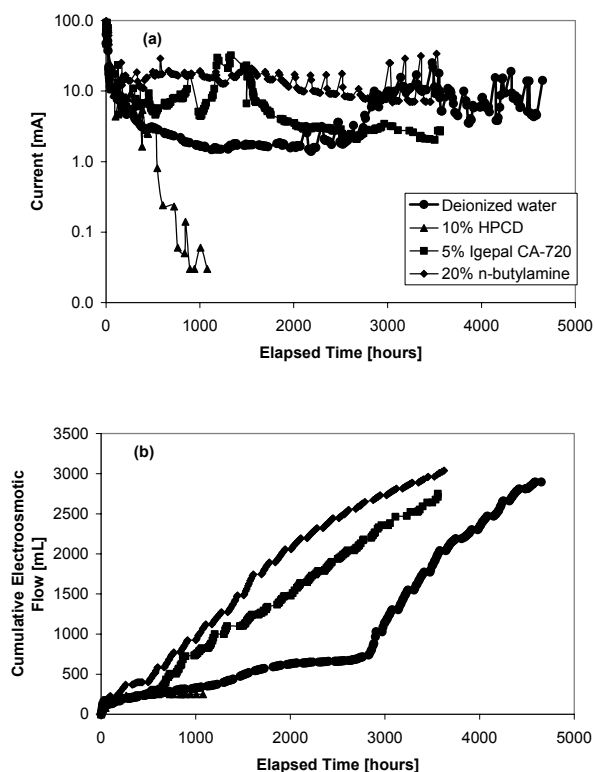 (a)
Current [mA]
100.0
10.0
1.0
0.1
0.0
Deionized water
10% HPCD
5% Igepal CA-720
20% n-butylamine
0 1000 2000 3000 4000 5000
Elapsed Time [hours]
(b)
Cumulative Electroosmotic
Flow [mL]
3500
3000
2500
2000
1500
1000
500
0
0 1000 2000 3000 4000 5000
Elapsed Time [hours]